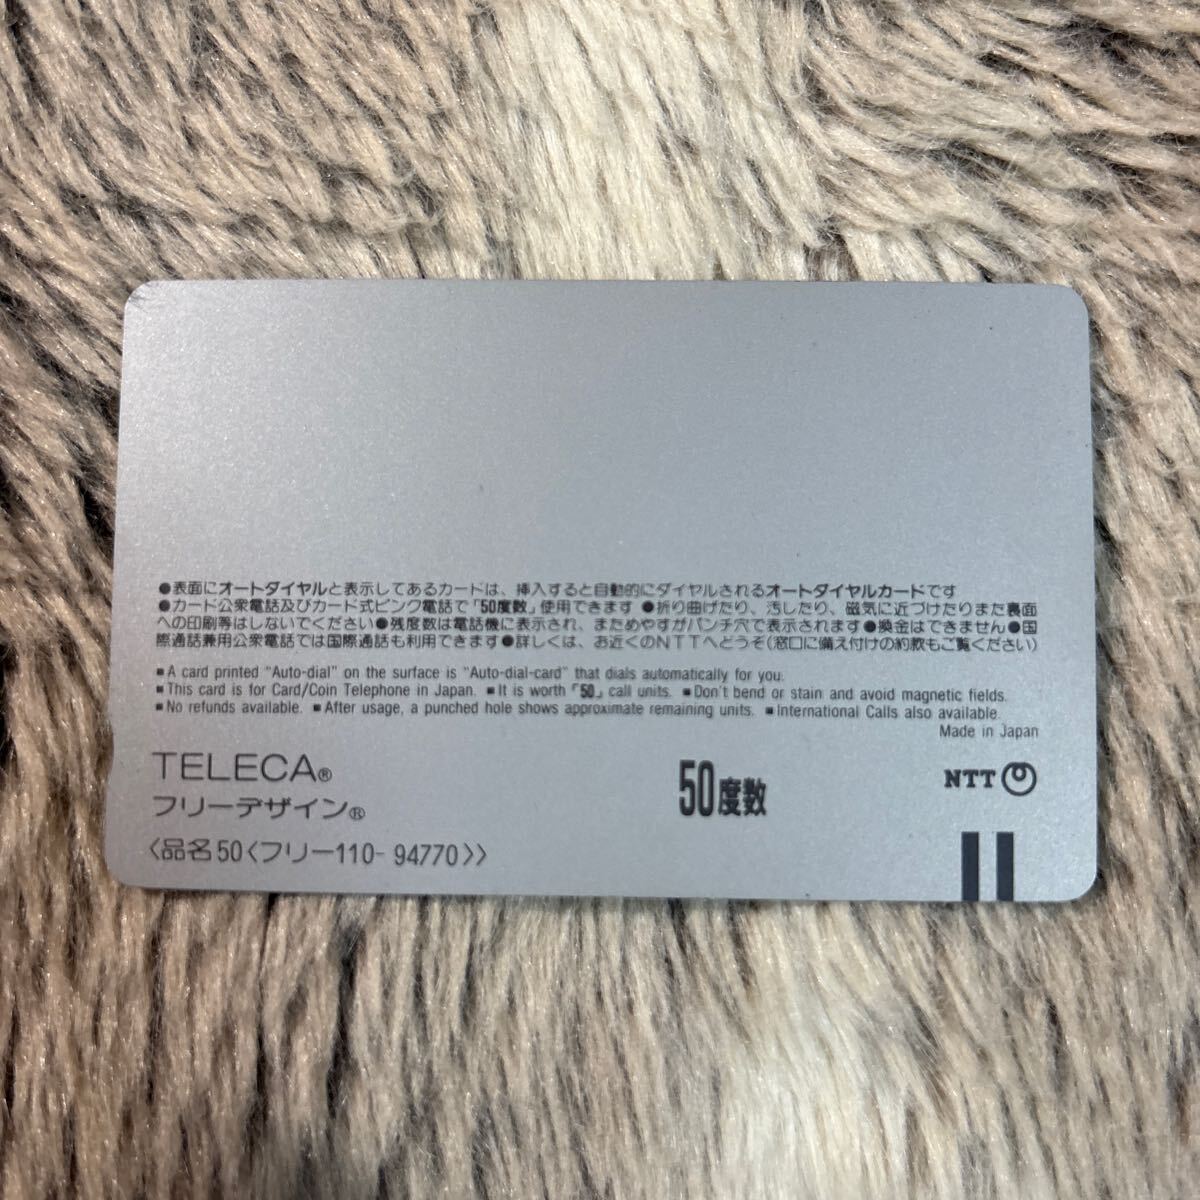 ●表面にオートダイヤルと表示してあるカードは、挿入すると自動的にダイヤルされるオートダイヤルカードです
●カード公衆電話及びカード式ピンク電話で「50度数」使用できます ●折り曲げたり、汚したり、磁気に近づけたりまた裏面
への印刷等はしないでください●残度数は電話機に表示され、まためやすがパンチ穴で表示されます●換金はできません●国
際通話兼用公衆電話では国際通話も利用できます●詳しくは、お近くのNTTへどうぞ(窓口に備え付けの約款もご覧ください)
■A card printed "Auto-dial" on the surface is "Auto-dial-card" that dials automatically for you.
■This card is for Card/Coin Telephone in Japan. ■It is worth「50」call units. ■Don't bend or stain and avoid magnetic fields.
■No refunds available. ■After usage, a punched hole shows approximate remaining units. ■International Calls also available.
Made in Japan
TELECA®
フリーデザイン®
50度数
NTT
〈品名50〈フリー110-94770〉〉